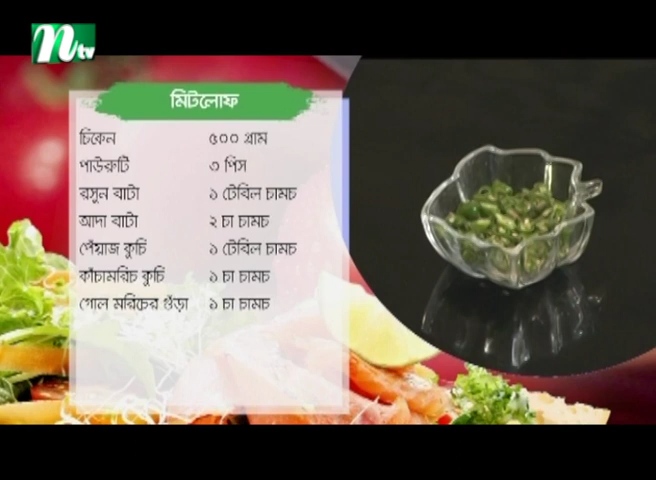 ntv
মিটলোফ
চিকেন ৫০০ গ্রাম
পাউরুটি ৩ পিস
রসুন বাটা ১ টেবিল চামচ
আদা বাটা ২ চা চামচ
পেঁয়াজ কুচি ১ টেবিল চামচ
কাঁচামরিচ কুচি ১ চা চামচ
গোল মরিচের গুঁড়া ১ চা চামচ